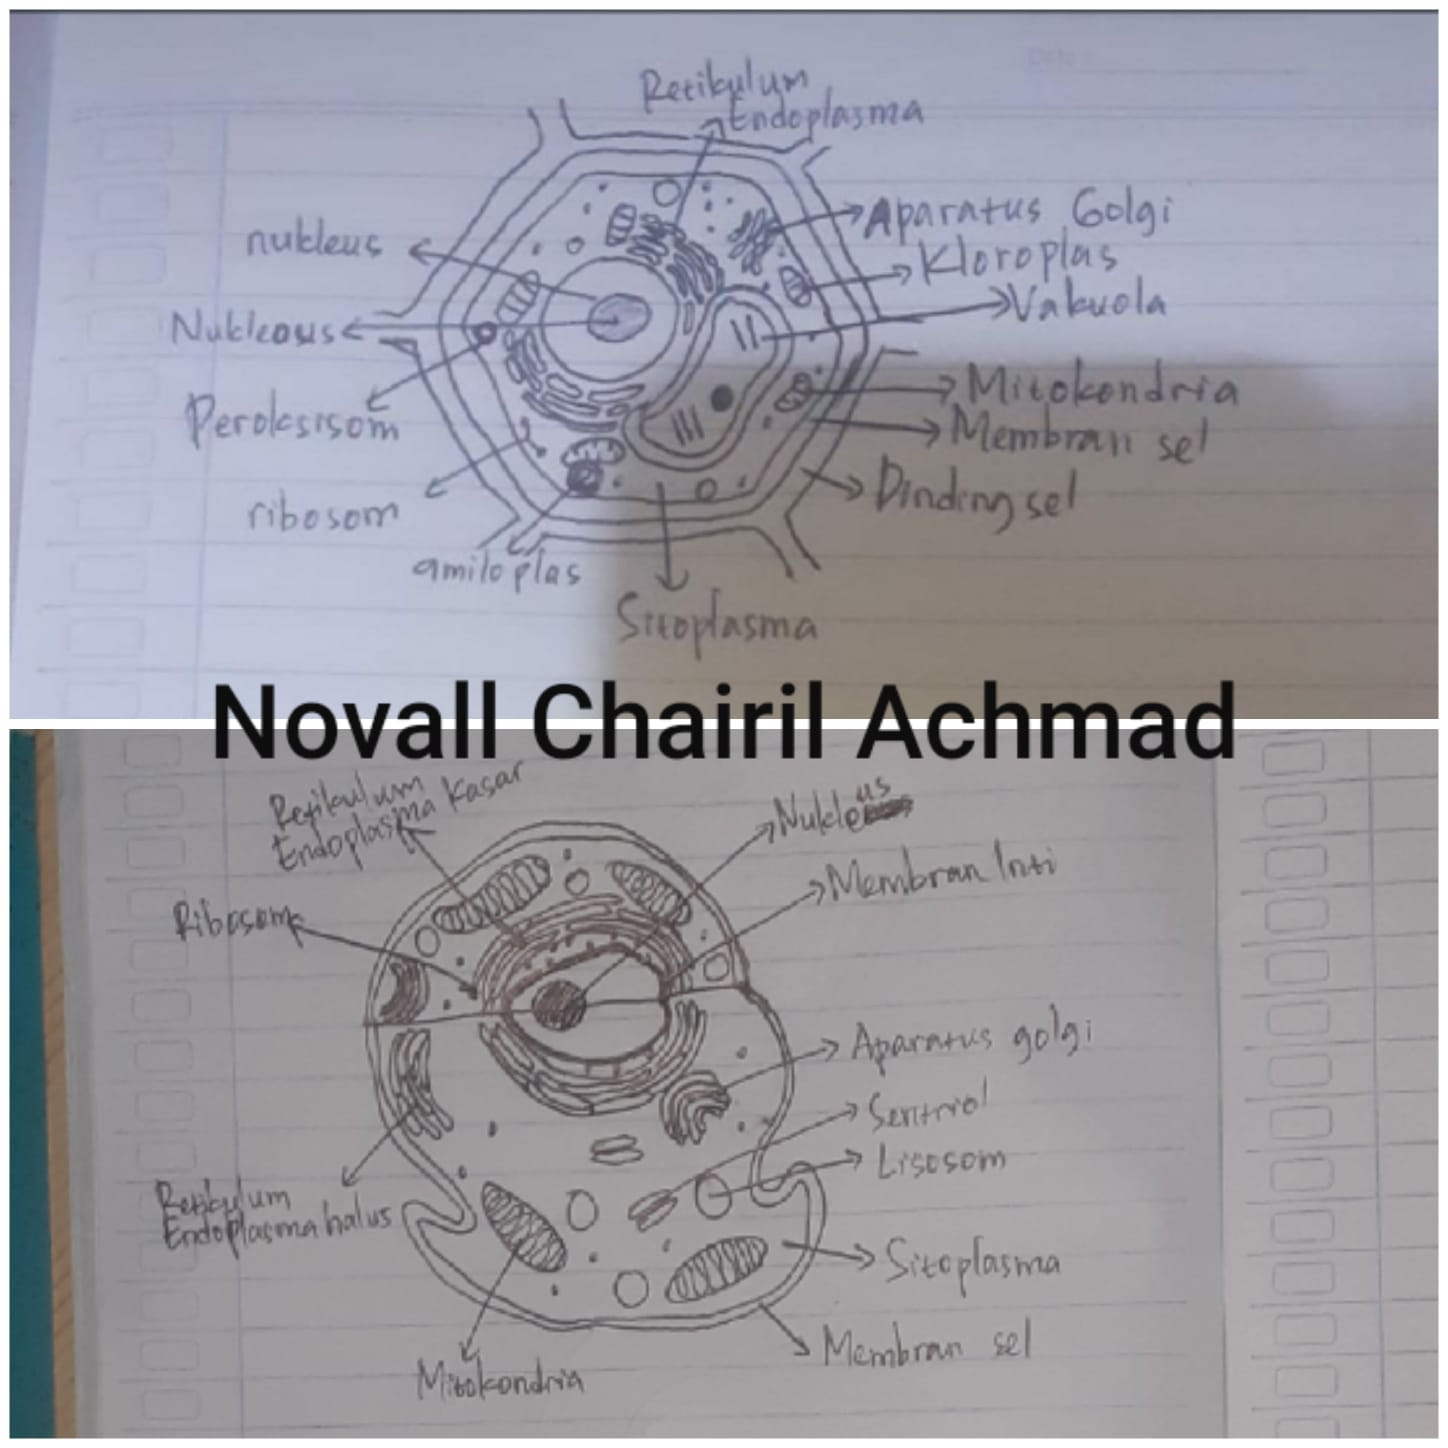 Retikulum
Endoplasma
nukleus
Aparatus Golgi
Kloroplas
Nukleous
Vakuola
Peroksisom
Mitokondria
Membran sel
ribosom
Dinding sel
amiloplas
Sitoplasma
Novall Chairil Achmad
Retikulum
Endoplasma Kasar
Nukleus
Membran Inti
Ribosom
Aparatus golgi
Sentriol
Lisosom
Retikulum
Endoplasma halus
Sitoplasma
Membran sel
Mitokondria